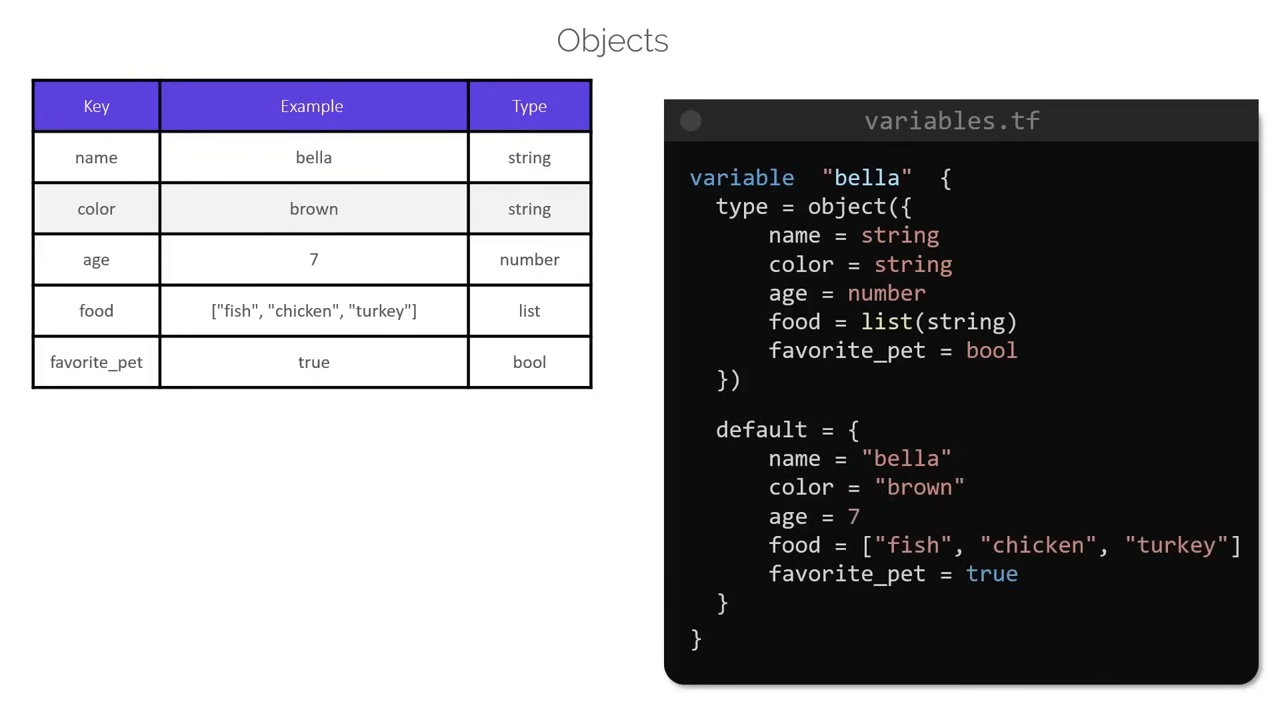 Objects
Key Example Type
name bella string
color brown string
age 7 number
food ["fish", "chicken", "turkey"] list
favorite_pet true bool
variables.tf
variable "bella" {
type = object({
name = string
color = string
age = number
food = list(string)
favorite_pet = bool
})
default = {
name = "bella"
color = "brown"
age = 7
food = ["fish", "chicken", "turkey"]
favorite_pet = true
}
}